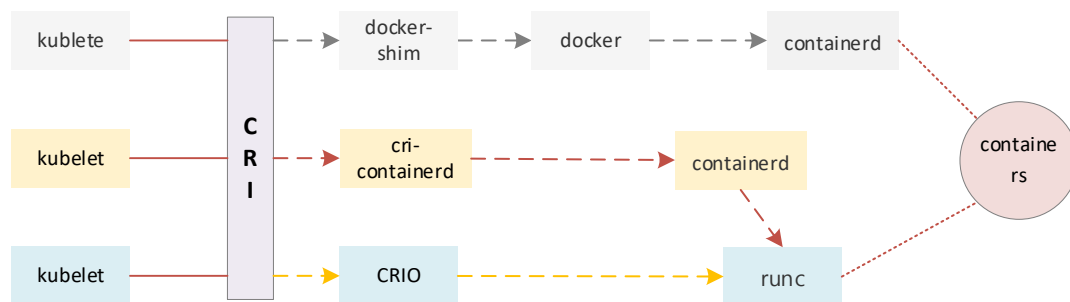 kublete
docker-
shim
docker
containerd
C
R
I
kubelet
cri-
containerd
containerd
containe
rs
kubelet
CRIO
runc